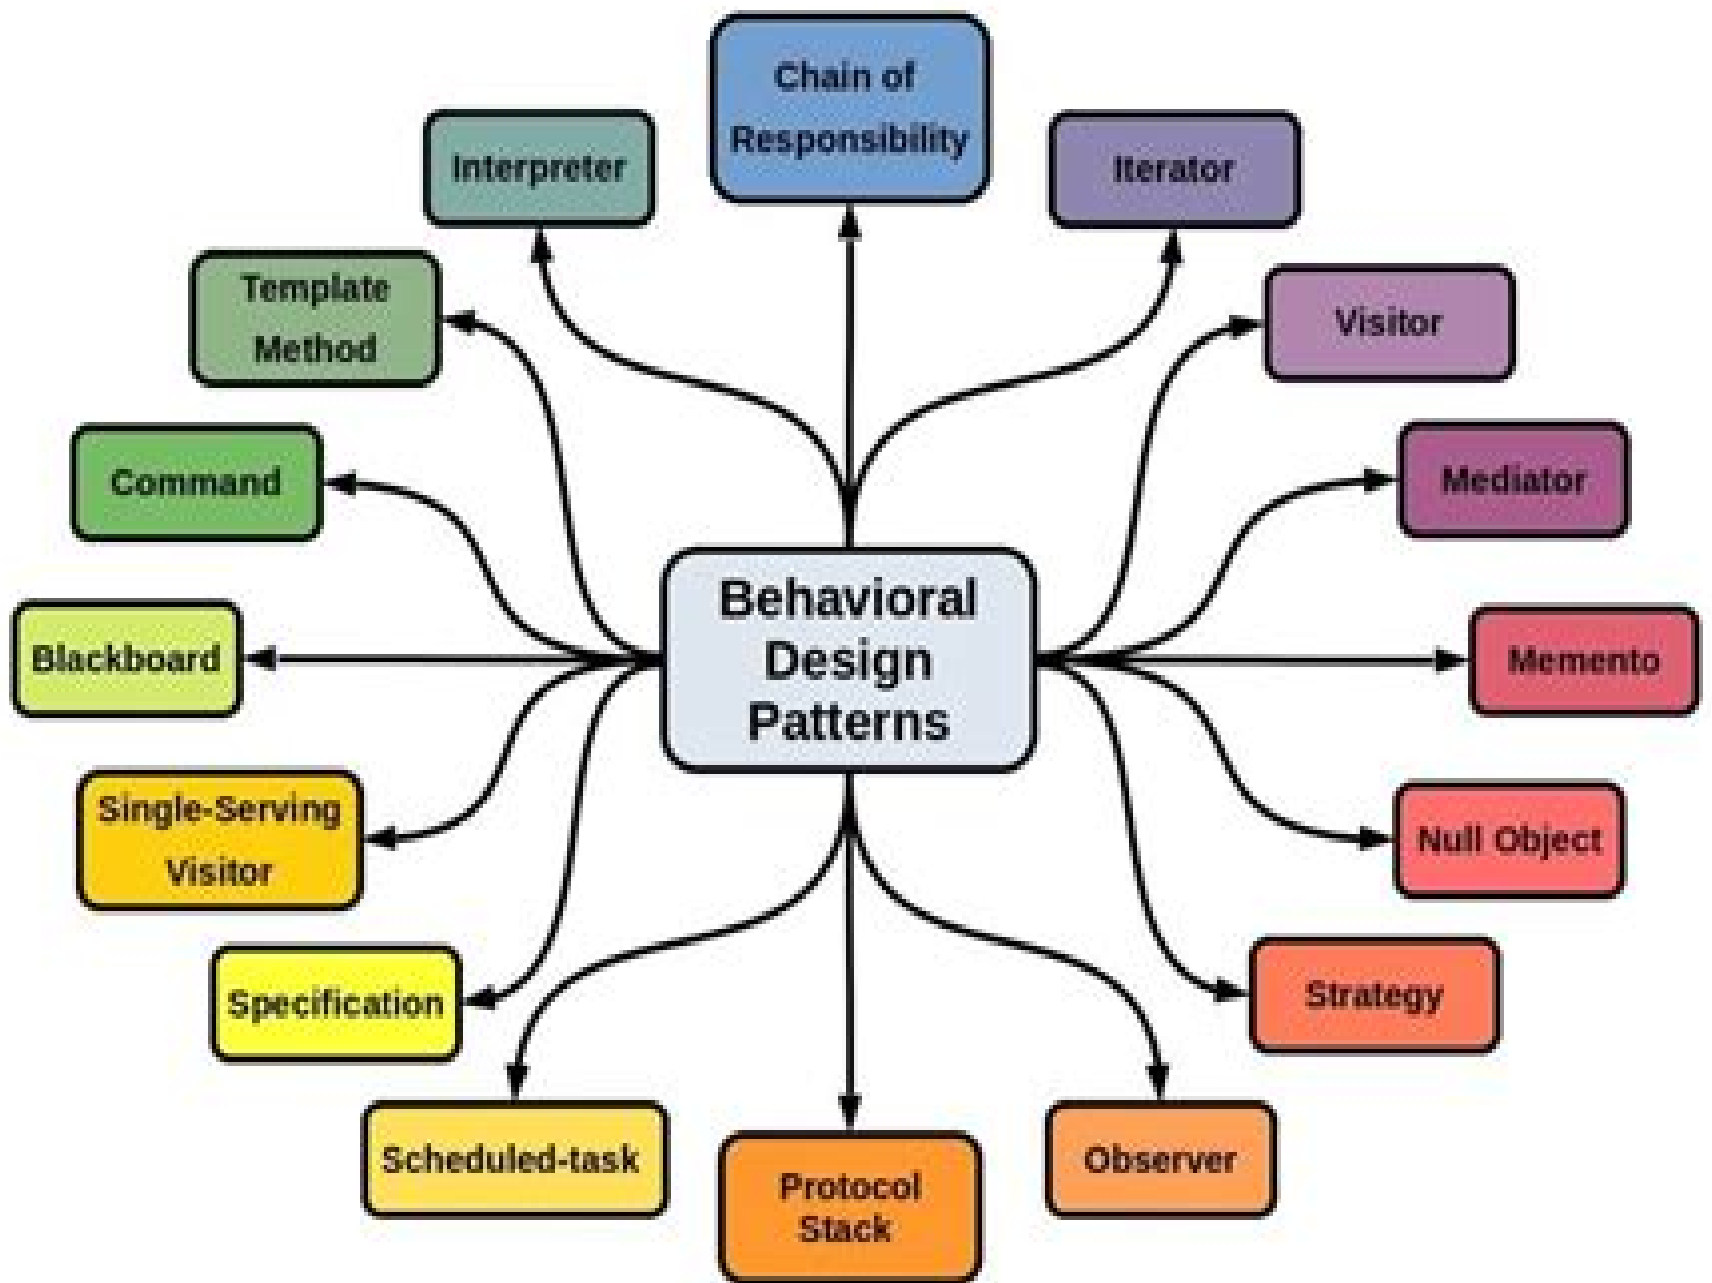 Chain of
Responsibility
Interpreter
Iterator
Template
Method
Visitor
Command
Mediator
Behavioral
Design
Patterns
Blackboard
Memento
Single-Serving
Visitor
Null Object
Specification
Strategy
Scheduled-task
Protocol
Stack
Observer